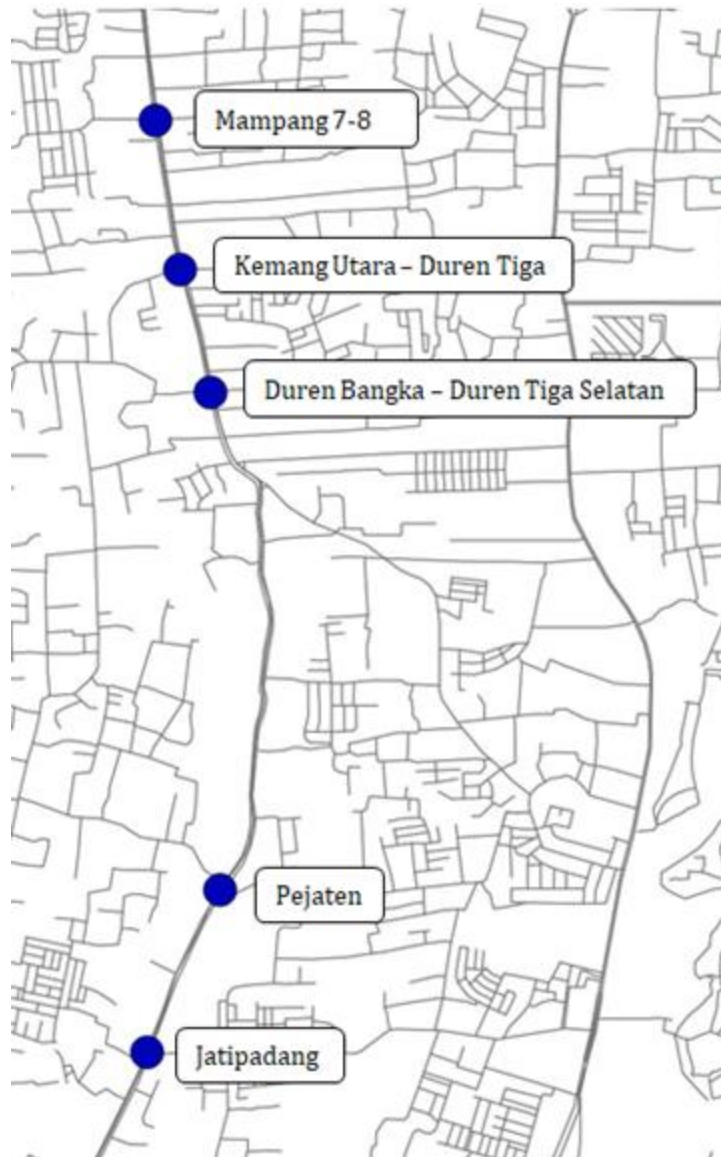 Mampang 7-8
Kemang Utara – Duren Tiga
Duren Bangka – Duren Tiga Selatan
Pejaten
Jatipadang